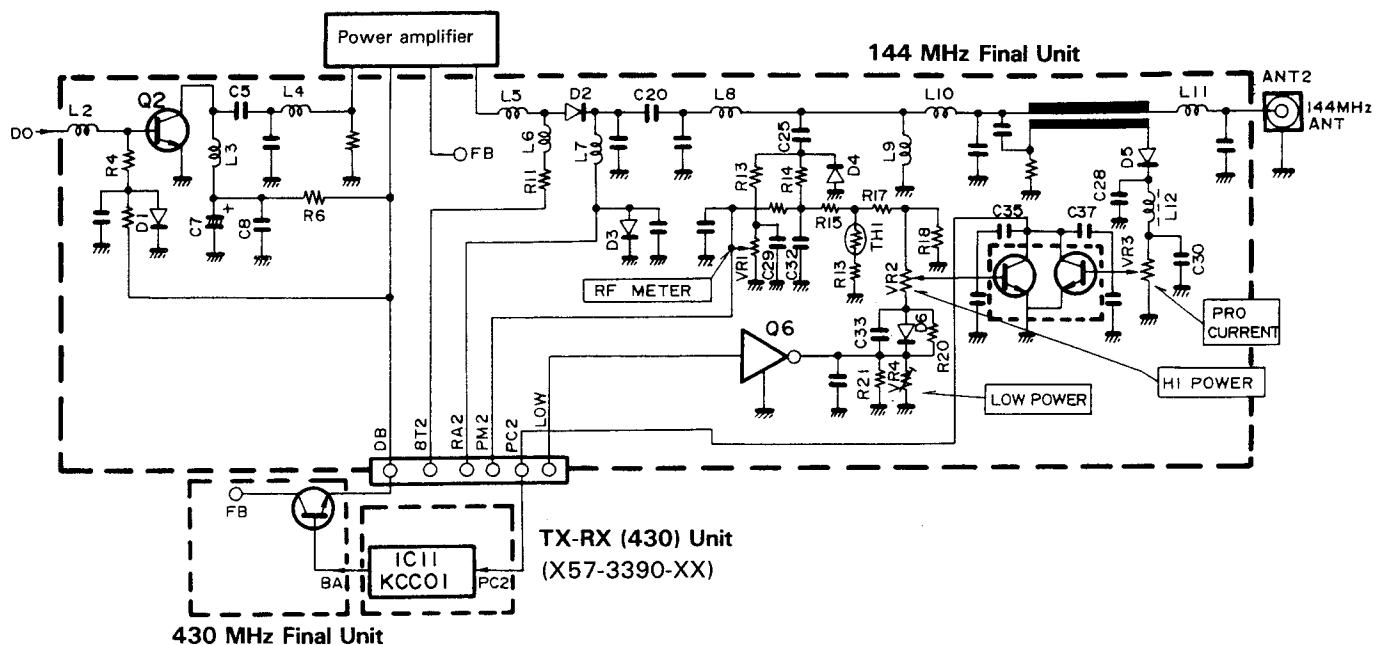 Power amplifier
144 MHz Final Unit
ANT2
144MHz
ANT
DO
L2
Q2
C5
L4
L5
D2
C20
L8
L10
L11
R4
L3
FB
L6
L7
C25
L9
D5
D1
C7
+
C8
R6
R11
R13
R14
D4
C28
L12
D3
R15
R17
TH1
R18
C35
C37
VR3
C30
VR1
C29
C32
R13
VR2
RF METER
PRO
CURRENT
Q6
C33
D6
R20
R21
VR4
LOW POWER
HI POWER
DB
BT2
RA2
PM2
PC2
LOW
FB
BA
IC11
KCC01
PC2
TX-RX (430) Unit
(X57-3390-XX)
430 MHz Final Unit